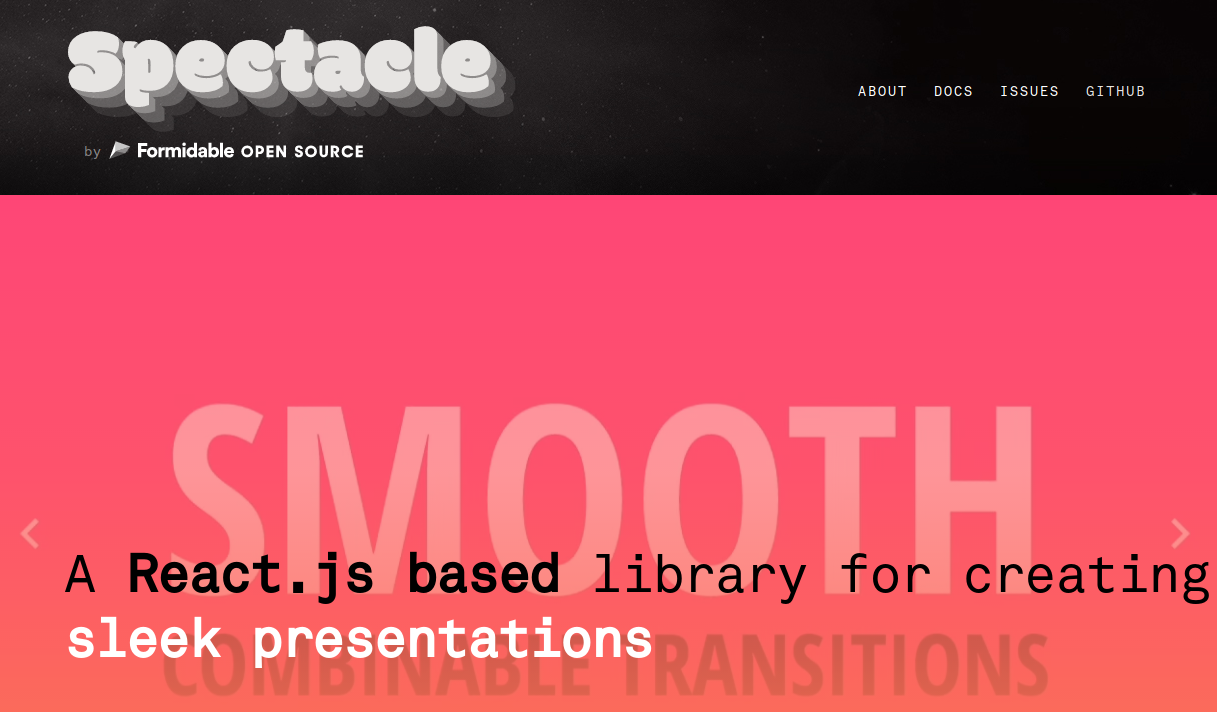 Spectacle
by Formidable OPEN SOURCE
ABOUT DOCS ISSUES GITHUB
SMOOTH
A React.js based library for creating
sleek presentations
COMBINABLE TRANSITIONS